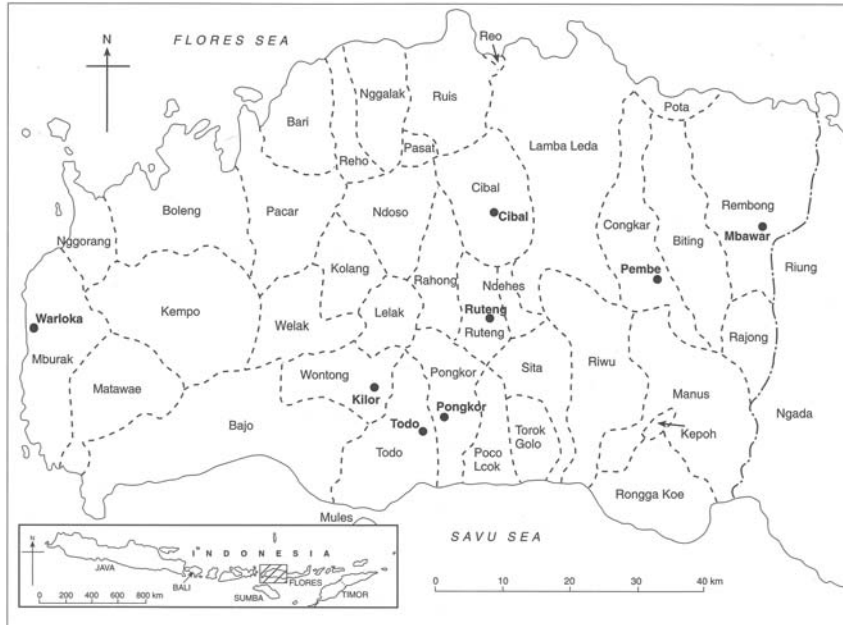 FLORES SEA
N
Reo
Nggalak
Ruis
Pota
Bari
Reho
Pasat
Lamba Leda
Cibal
Cibal
Boleng
Pacar
Ndoso
Congkar
Rembong
Mbawar
Nggorang
Biting
Kolang
Rahong
Ndehes
Pembe
Riung
Warloka
Kempo
Lelak
Ruteng
Ruteng
Welak
Rajong
Mburak
Matawae
Wontong
Pongkor
Sita
Riwu
Manus
Kilor
Bajo
Todo
Pongkor
Torok
Golo
Kepoh
Ngada
Todo
Poco
Lcok
Rongga Koe
Mules
SAVU SEA
N
INDONESIA
JAVA
BALI
FLORES
SUMBA
TIMOR
0 200 400 600 800 km
0 10 20 30 40 km